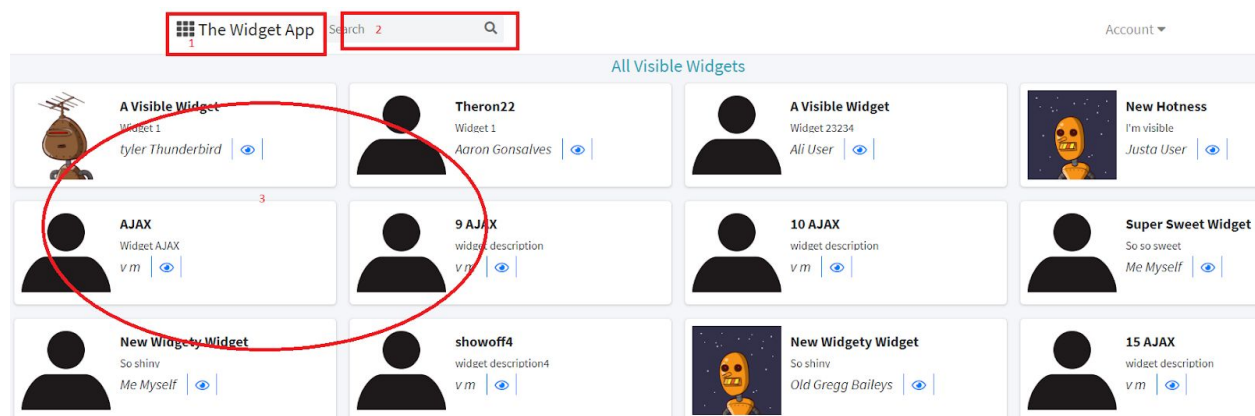 The Widget App Search 2 Account
1
All Visible Widgets
A Visible Widget
Widget 1
tyler Thunderbird
Theron22
Widget 1
Aaron Gonsalves
A Visible Widget
Widget 23234
Ali User
New Hotness
I'm visible
Justa User
3
AJAX
Widget AJAX
v m
9 AJAX
widget description
v m
10 AJAX
widget description
v m
Super Sweet Widget
So so sweet
Me Myself
New Widgety Widget
So shiny
Me Myself
showoff4
widget description4
v m
New Widgety Widget
So shiny
Old Gregg Baileys
15 AJAX
widget description
v m